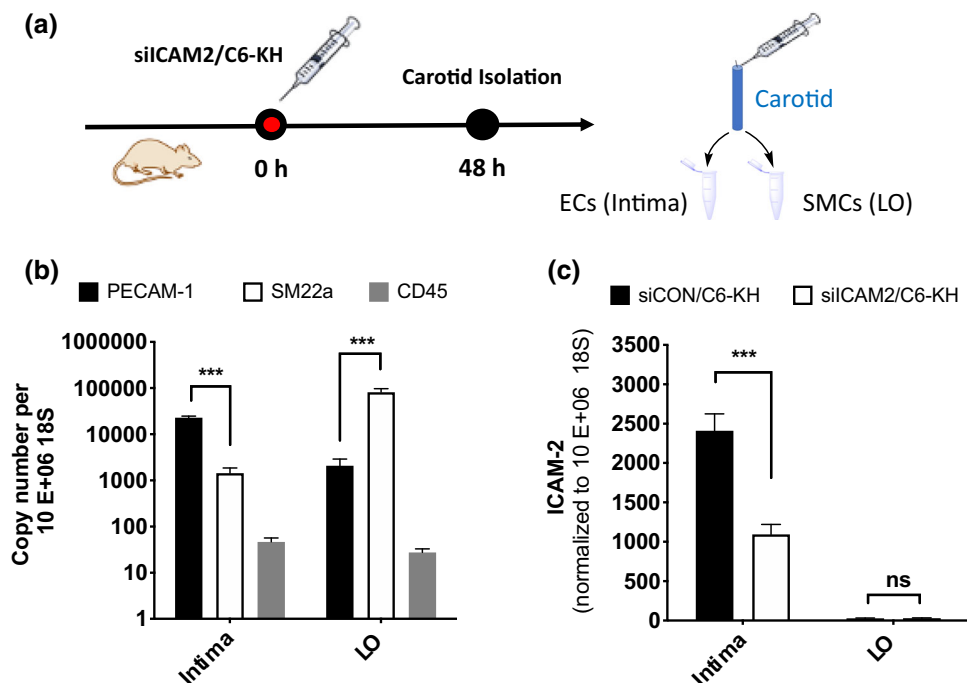 (a)
siICAM2/C6-KH
Carotid Isolation
0 h
48 h
Carotid
ECs (Intima)
SMCs (LO)
(b)
PECAM-1
SM22a
CD45
Copy number per
10 E+06 18S
1000000
100000
10000
1000
100
10
1
***
***
Intima
LO
(c)
siCON/C6-KH
siICAM2/C6-KH
ICAM-2
(normalized to 10 E+06 18S)
3500
3000
2500
2000
1500
1000
500
0
***
ns
Intima
LO